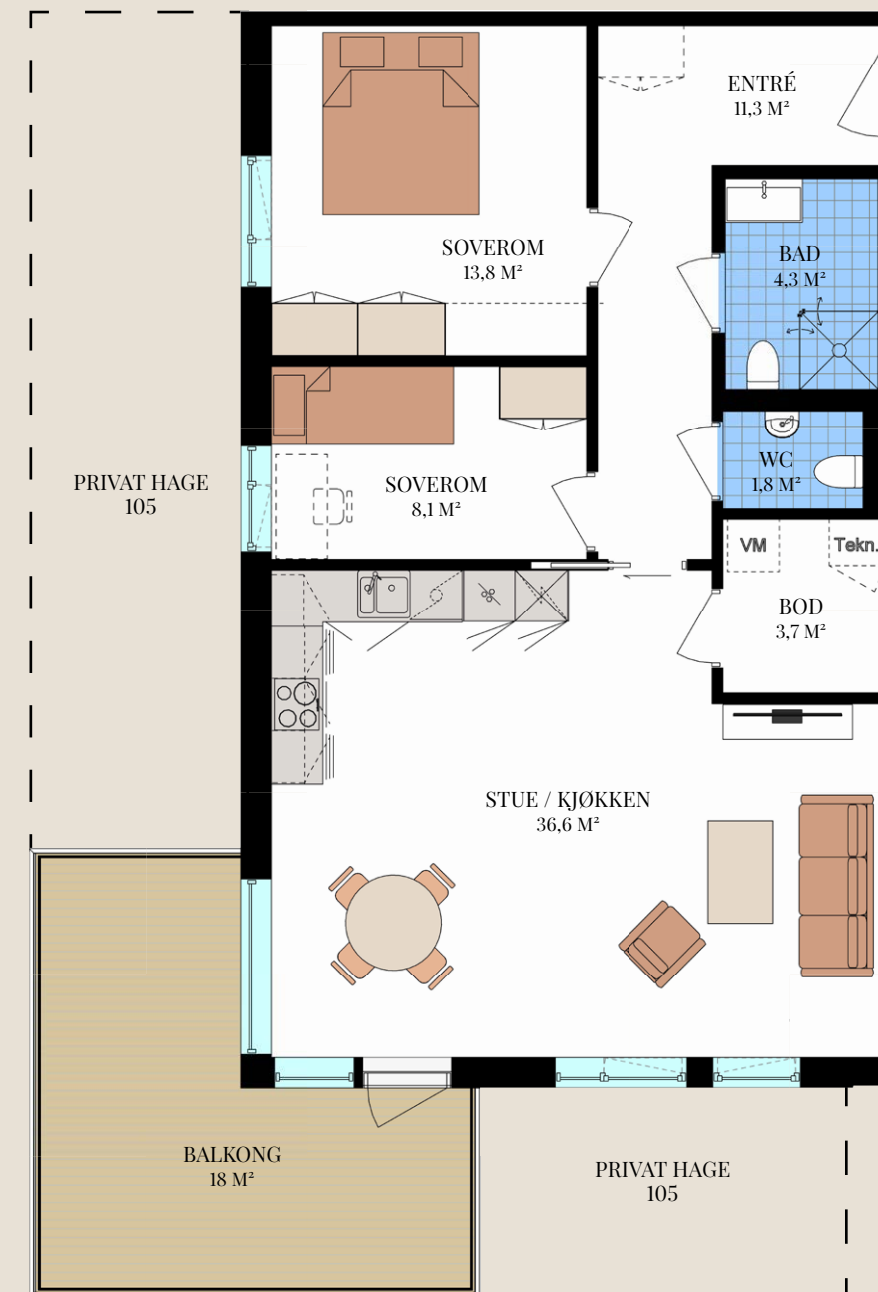 ENTRÉ
11,3 M²
SOVEROM
13,8 M²
BAD
4,3 M²
PRIVAT HAGE
105
SOVEROM
8,1 M²
WC
1,8 M²
VM
Tekn.
BOD
3,7 M²
STUE / KJØKKEN
36,6 M²
BALKONG
18 M²
PRIVAT HAGE
105